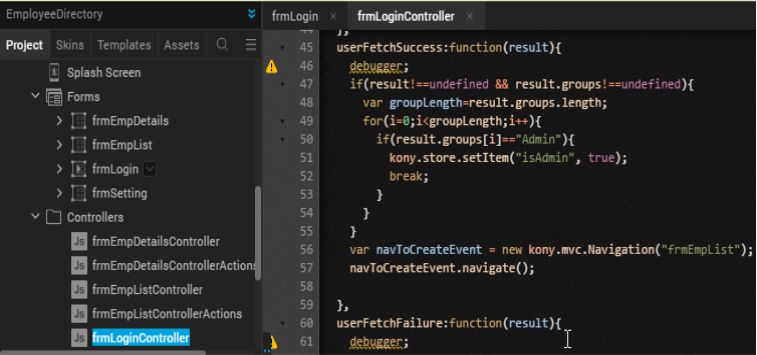 EmployeeDirectory
Project Skins Templates Assets
Splash Screen
Forms
frmEmpDetails
frmEmpList
frmLogin
frmSetting
Controllers
Js frmEmpDetailsController
Js frmEmpDetailsControllerActions
Js frmEmpListController
Js frmEmpListControllerActions
Js frmLoginController
frmLogin × frmLoginController ×
44 },
45 userFetchSuccess:function(result){
46 debugger;
47 if(result!==undefined && result.groups!==undefined){
48 var groupLength=result.groups.length;
49 for(i=0;i<groupLength;i++){
50 if(result.groups[i]=="Admin"){
51 kony.store.setItem("isAdmin", true);
52 break;
53 }
54 }
55 }
56 var navToCreateEvent = new kony.mvc.Navigation("frmEmpList");
57 navToCreateEvent.navigate();
58
59 },
60 userFetchFailure:function(result){
61 debugger;